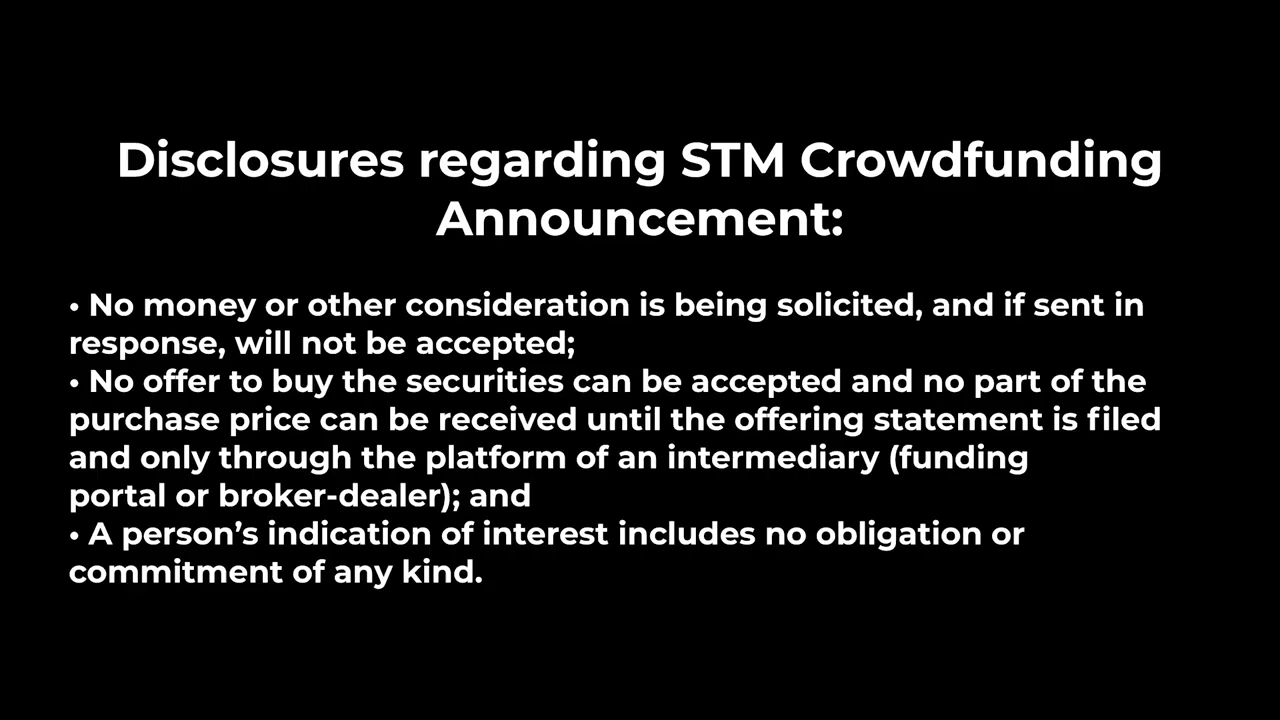 Disclosures regarding STM Crowdfunding
Announcement:
• No money or other consideration is being solicited, and if sent in
response, will not be accepted;
• No offer to buy the securities can be accepted and no part of the
purchase price can be received until the offering statement is filed
and only through the platform of an intermediary (funding
portal or broker-dealer); and
• A person’s indication of interest includes no obligation or
commitment of any kind.